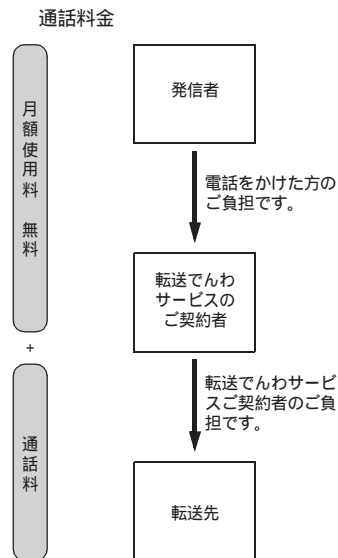 通話料金
月額使用料 無料
+
通話料
発信者
電話をかけた方の
ご負担です。
転送でんわ
サービスの
ご契約者
転送でんわサービ
スご契約者のご負
担です。
転送先